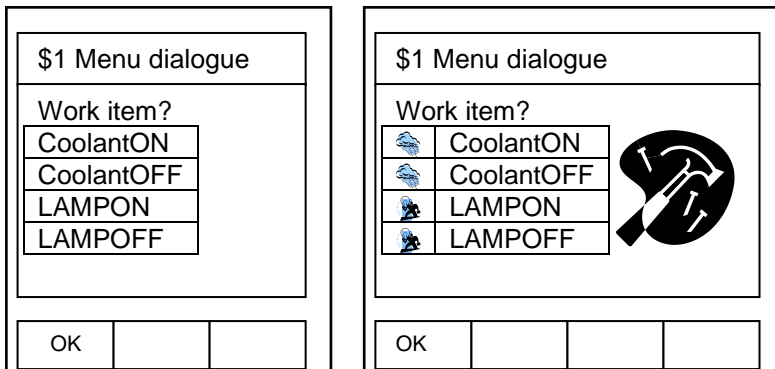 $1 Menu dialogue
Work item?
CoolantON
CoolantOFF
LAMPON
LAMPOFF
OK
$1 Menu dialogue
Work item?
CoolantON
CoolantOFF
LAMPON
LAMPOFF
OK